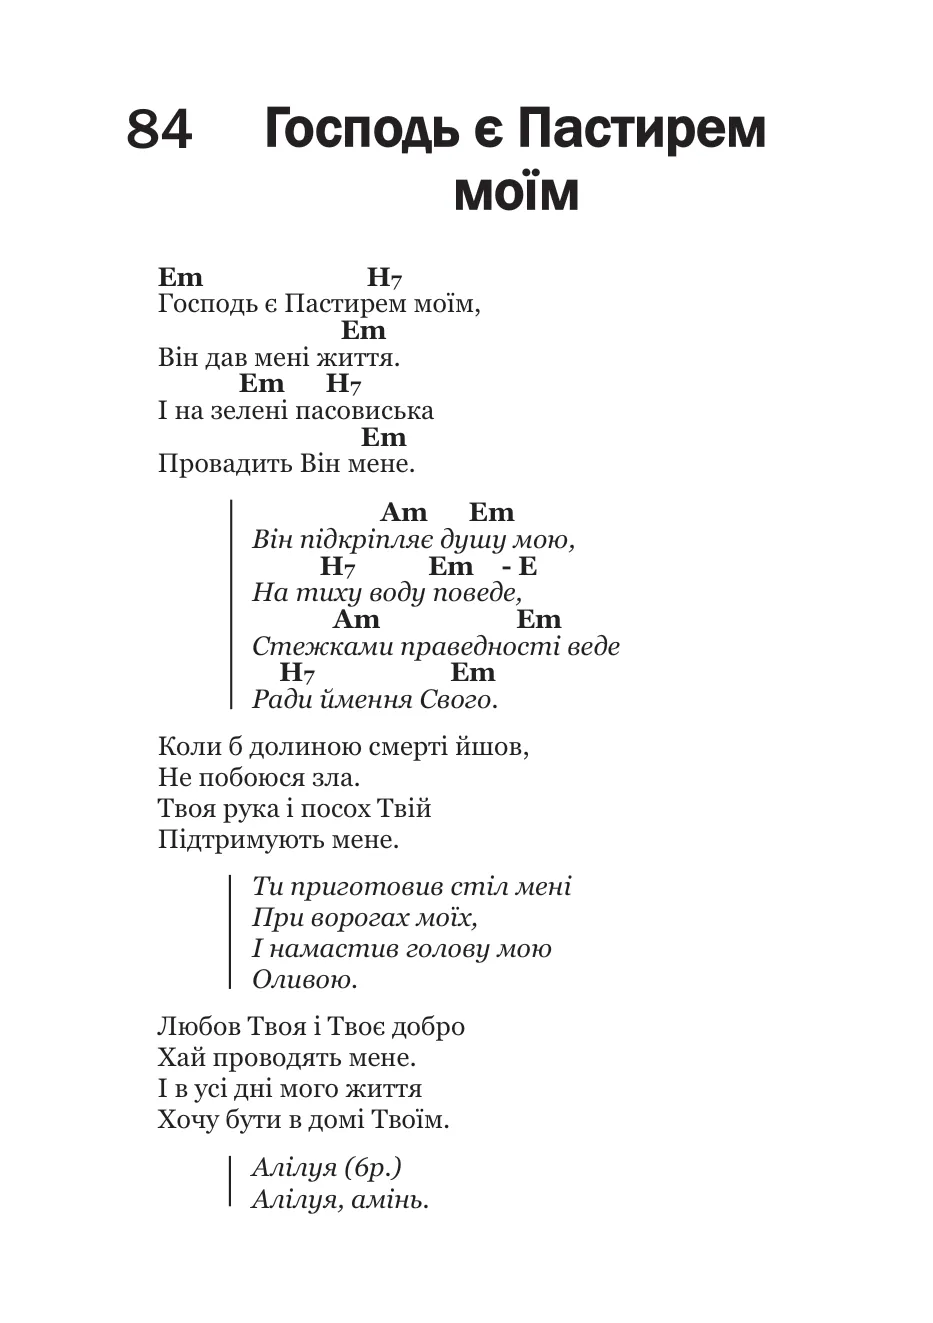 84 Господь є Пастирем
моїм
Em H7
Господь є Пастирем моїм,
Em
Він дав мені життя.
Em H7
І на зелені пасовиська
Em
Провадить Він мене.
Am Em
Він підкріпляє душу мою,
H7 Em - E
На тиху воду поведе,
Am Em
Стежками праведності веде
H7 Em
Ради ймення Свого.
Коли б долиною смерті йшов,
Не побоюся зла.
Твоя рука і посох Твій
Підтримують мене.
Ти приготовив стіл мені
При ворогах моїх,
І намастив голову мою
Оливою.
Любов Твоя і Твоє добро
Хай проводять мене.
І в усі дні мого життя
Хочу бути в домі Твоїм.
Алілуя (6р.)
Алілуя, амінь.